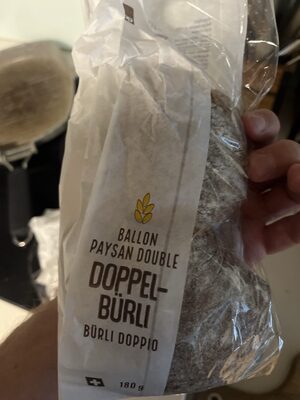 BALLON
PAYSAN DOUBLE
DOPPEL-
BÜRLI
BÜRLI DOPPIO
180 g